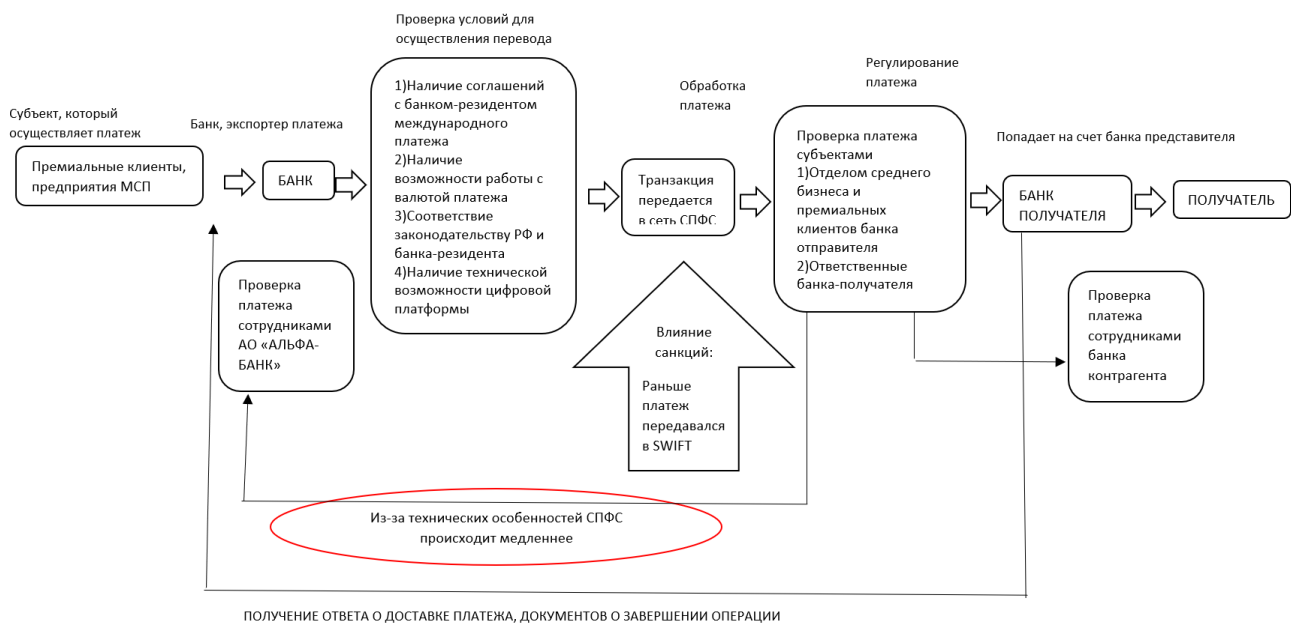 Проверка условий для
осуществления перевода
Субъект, который
осуществляет платеж
Премиальные клиенты,
предприятия МСП
Банк, экспортер платежа
БАНК
1)Наличие соглашений
с банком-резидентом
международного
платежа
2)Наличие
возможности работы с
валютой платежа
3)Соответствие
законодательству РФ и
банка-резидента
4)Наличие технической
возможности цифровой
платформы
Обработка
платежа
Транзакция
передается
в сеть СПФС
Регулирование
платежа
Проверка платежа
субъектами
1)Отделом среднего
бизнеса и
премиальных
клиентов банка
отправителя
2)Ответственные
банка-получателя
Попадает на счет банка представителя
БАНК
ПОЛУЧАТЕЛЯ
ПОЛУЧАТЕЛЬ
Проверка
платежа
сотрудниками
АО «АЛЬФА-
БАНК»
Влияние
санкций:
Раньше
платеж
передавался
в SWIFT
Проверка
платежа
сотрудниками
банка
контрагента
Из-за технических особенностей СПФС
происходит медленнее
ПОЛУЧЕНИЕ ОТВЕТА О ДОСТАВКЕ ПЛАТЕЖА, ДОКУМЕНТОВ О ЗАВЕРШЕНИИ ОПЕРАЦИИ